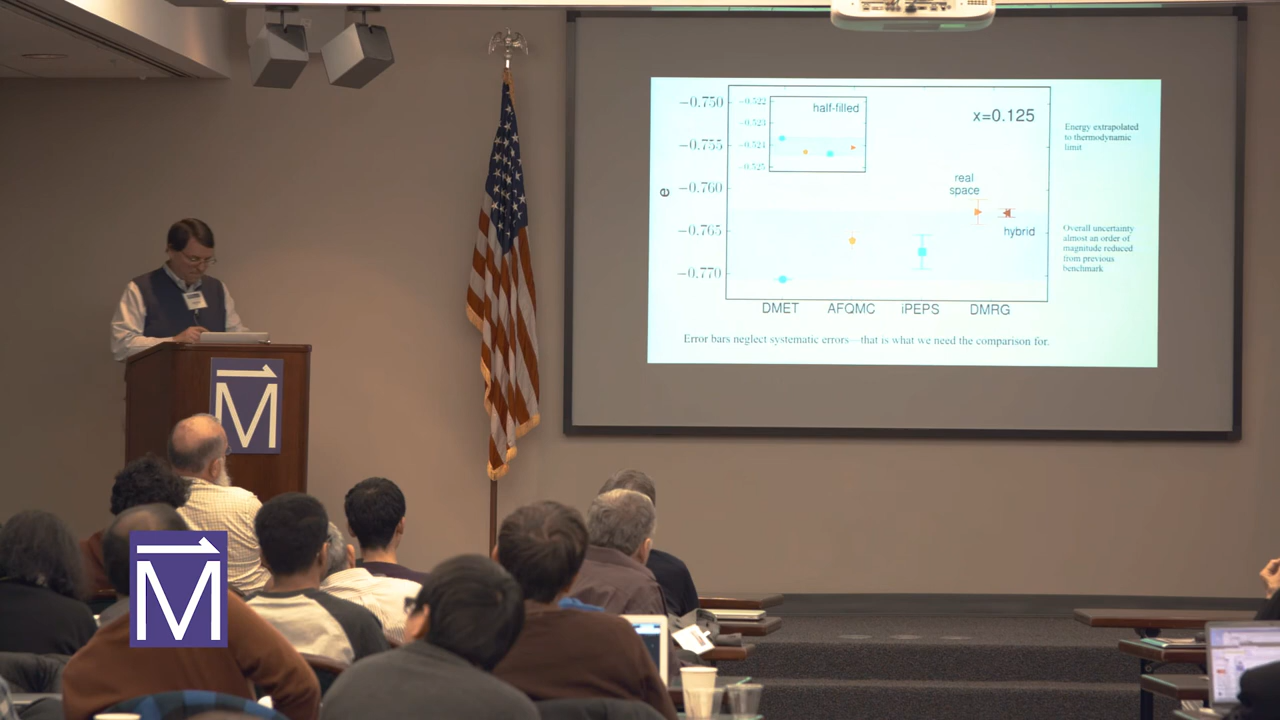 −0.750
−0.755
−0.760
−0.765
−0.770
e
−0.522
−0.523
−0.524
−0.525
half-filled
x=0.125
real
space
hybrid
DMET AFQMC iPEPS DMRG
Energy extrapolated
to thermodynamic
limit
Overall uncertainty
almost an order of
magnitude reduced
from previous
benchmark
Error bars neglect systematic errors—that is what we need the comparison for.
M
M